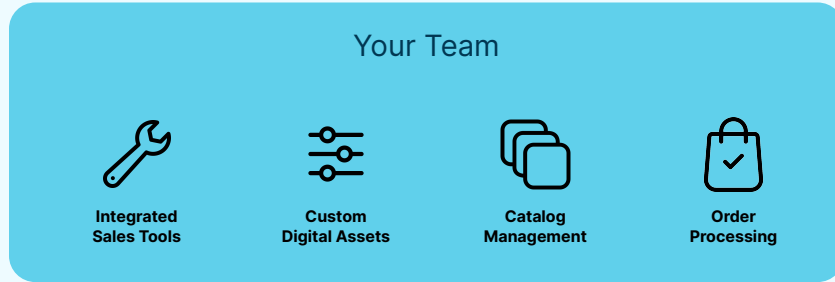 Your Team
Integrated
Sales Tools
Custom
Digital Assets
Catalog
Management
Order
Processing